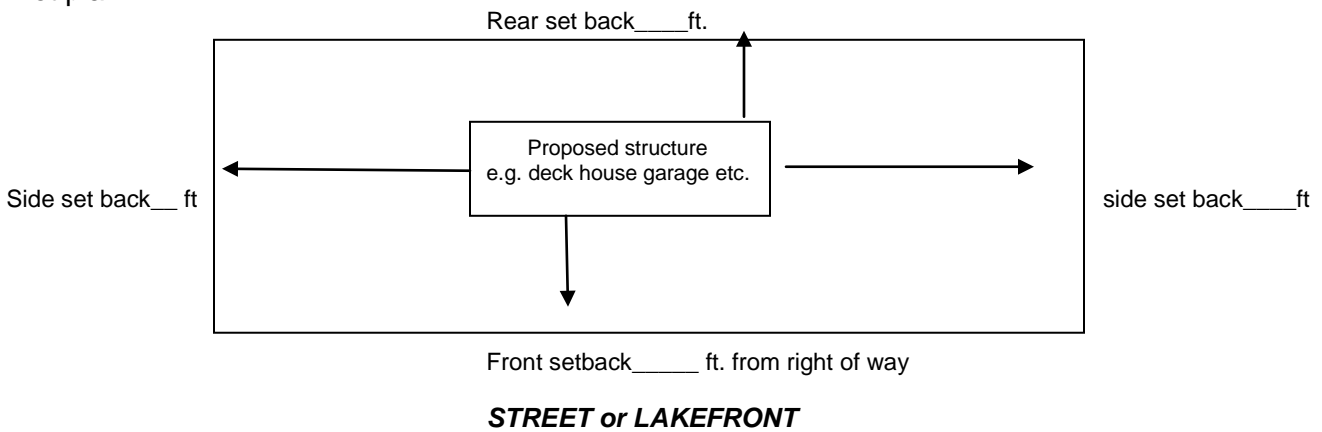 Rear set back____ft.
Proposed structure
e.g. deck house garage etc.
Side set back__ ft
side set back____ft
Front setback_____ ft. from right of way
STREET or LAKEFRONT